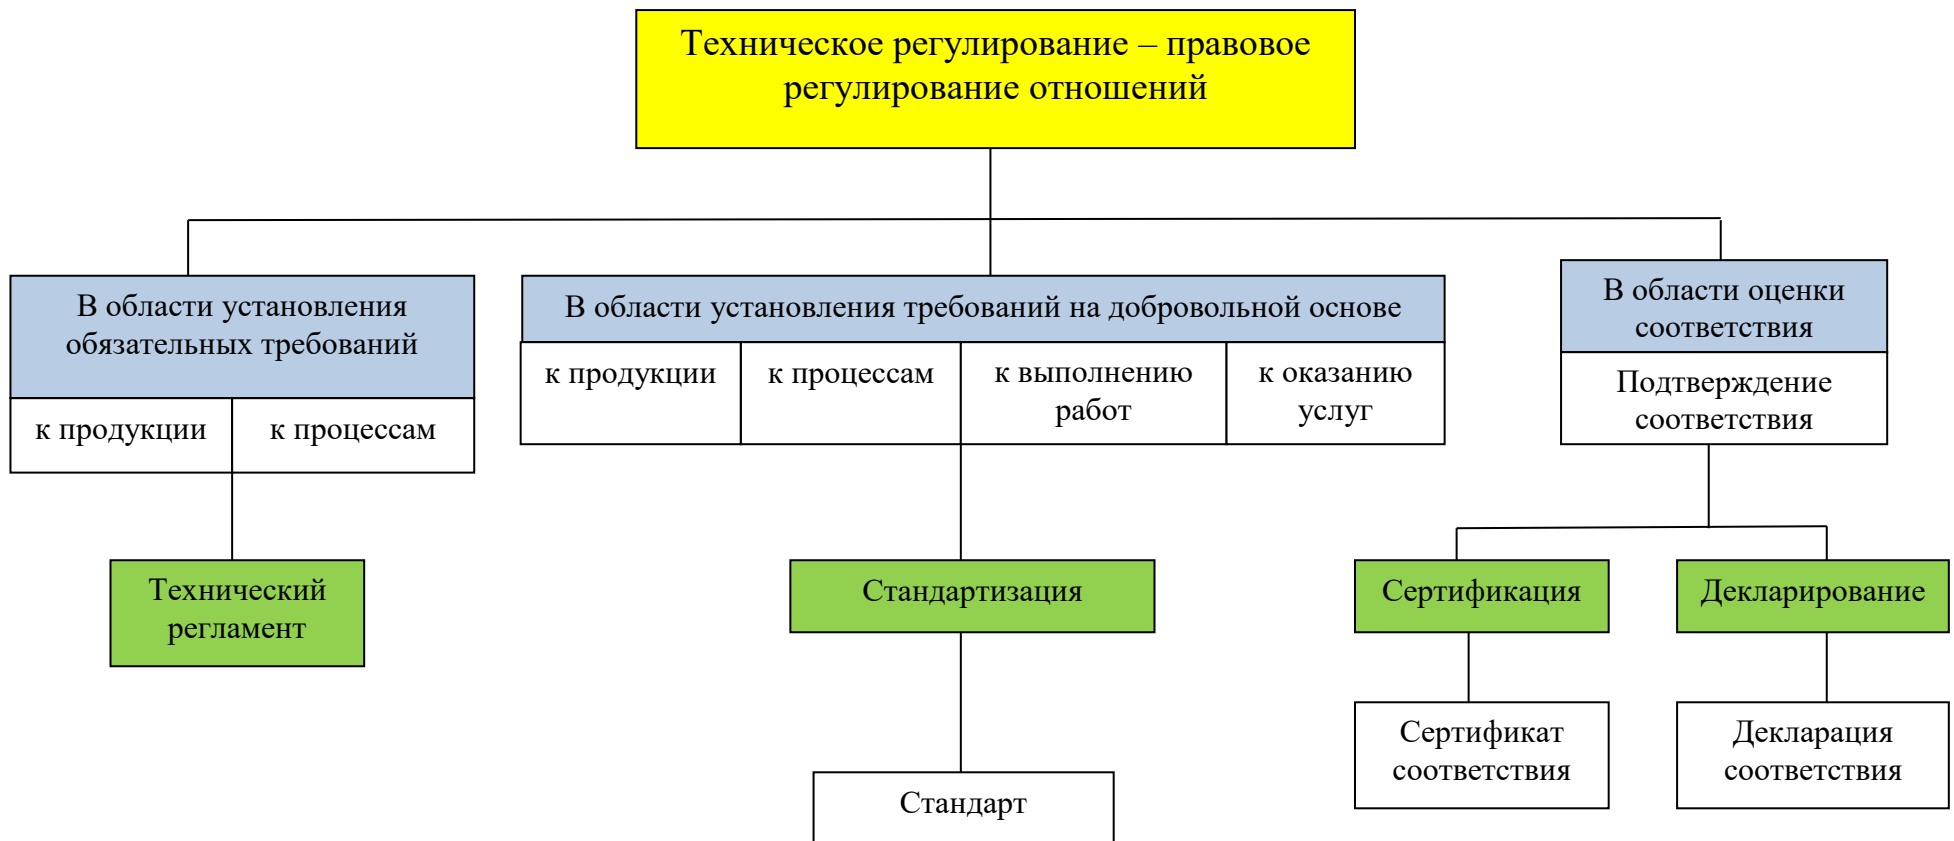 Техническое регулирование – правовое
регулирование отношений
В области установления
обязательных требований
к продукции
к процессам
Технический
регламент
В области установления требований на добровольной основе
к продукции
к процессам
к выполнению
работ
к оказанию
услуг
Стандартизация
Стандарт
В области оценки
соответствия
Подтверждение
соответствия
Сертификация
Декларирование
Сертификат
соответствия
Декларация
соответствия